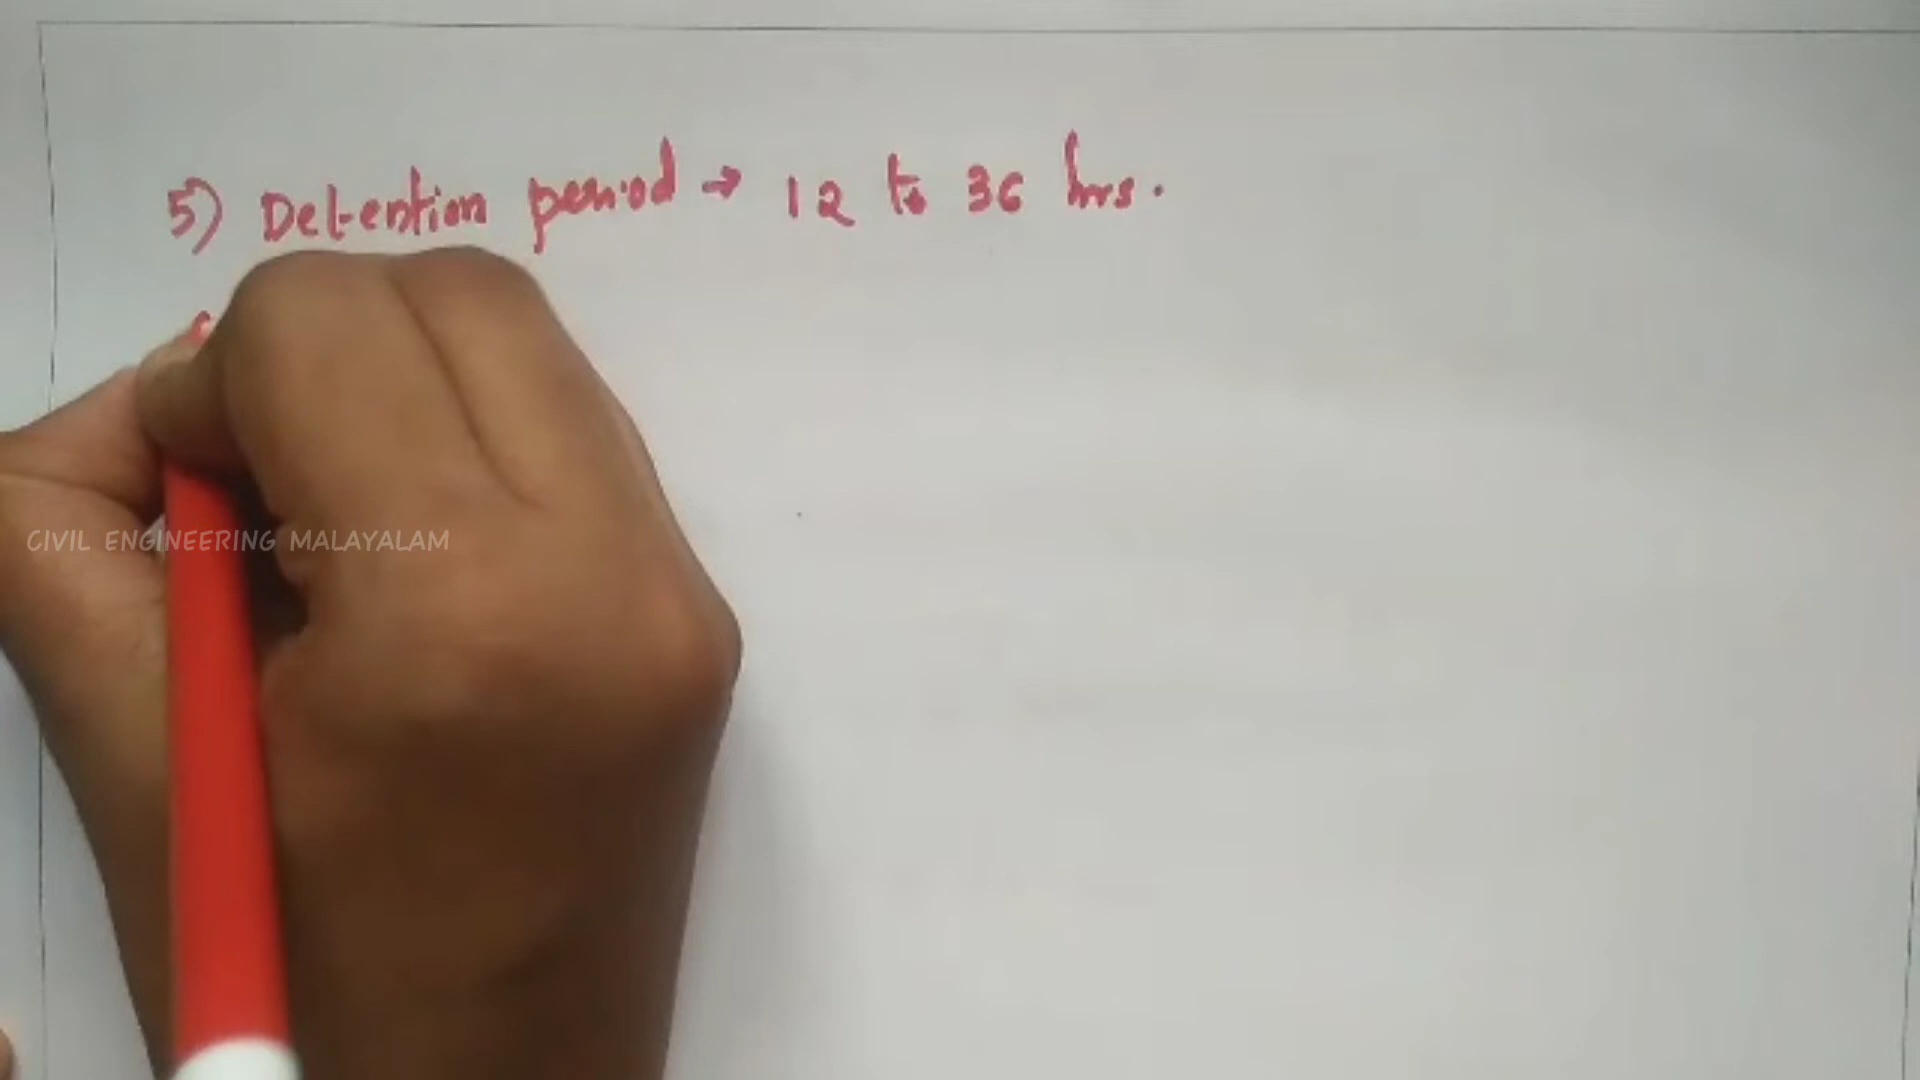 5) Detention period → 12 to 36 hrs.
CIVIL ENGINEERING MALAYALAM